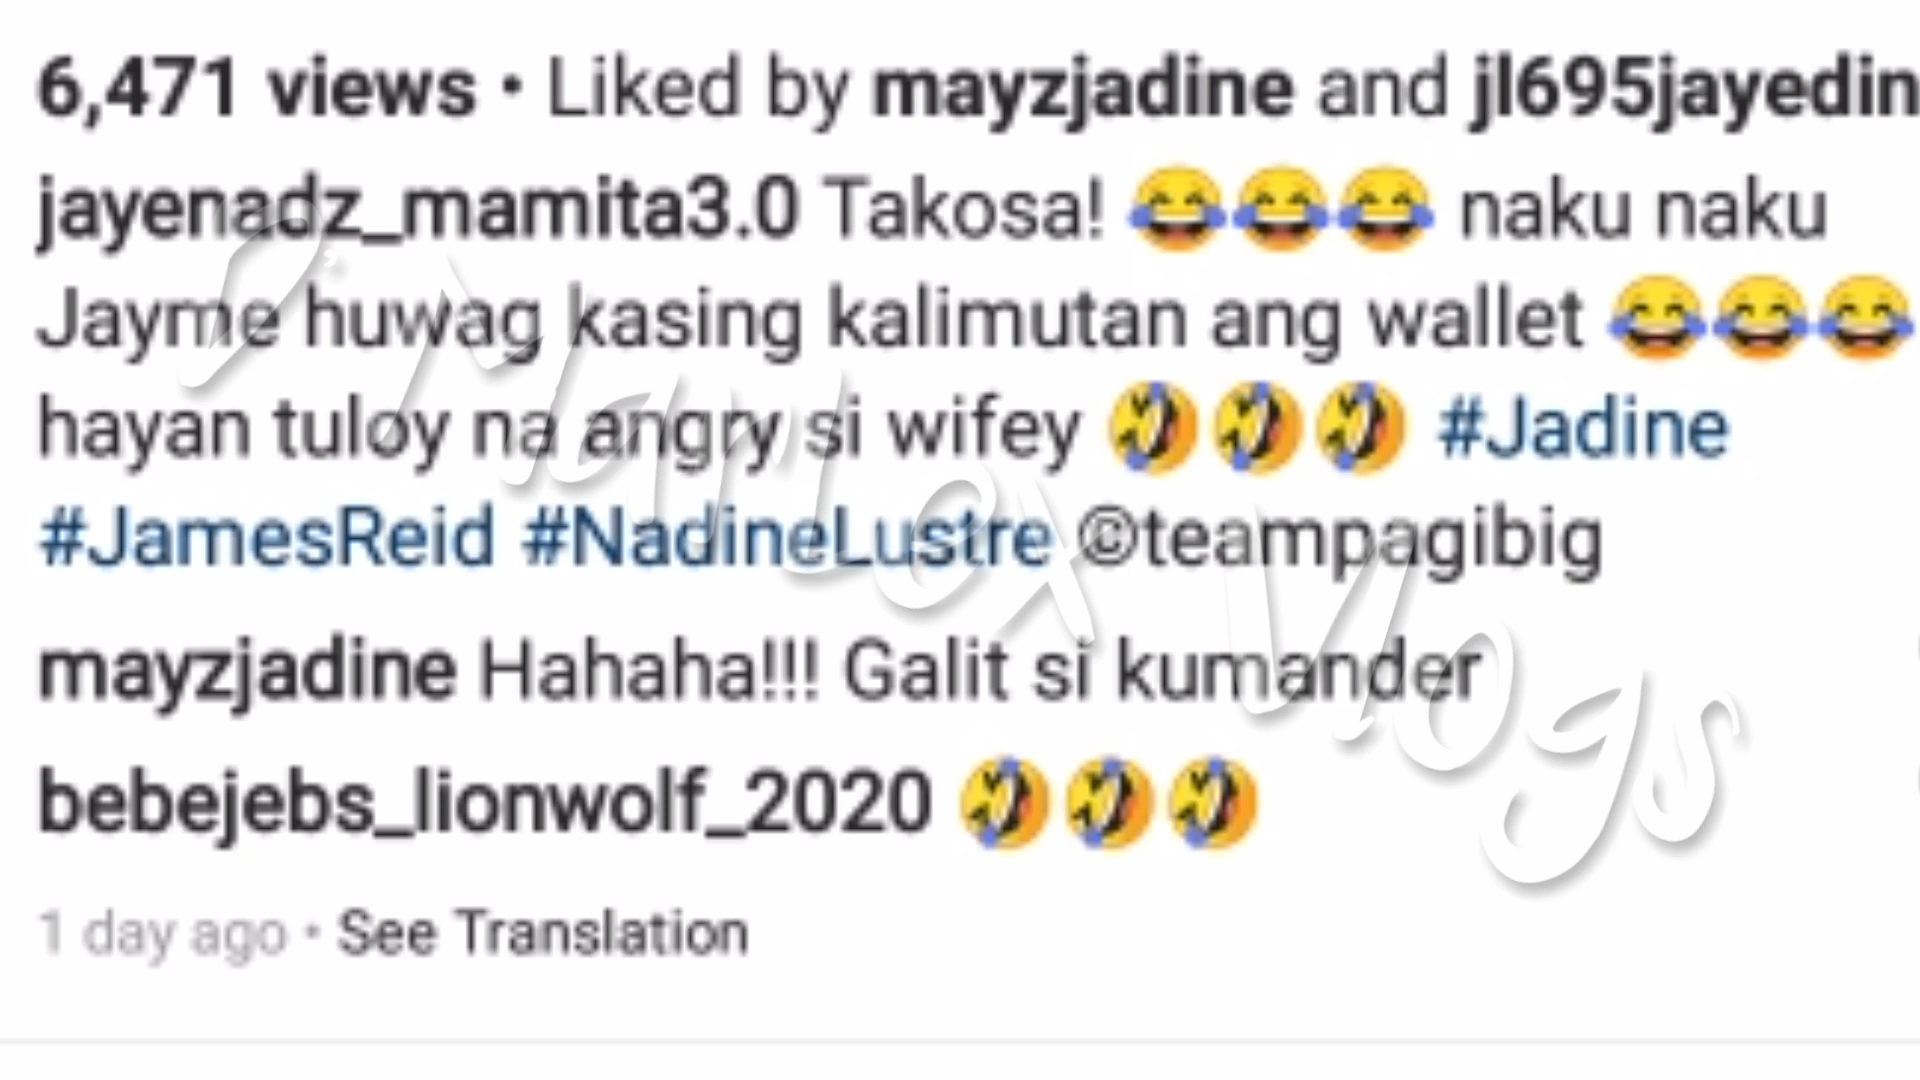 6,471 views • Liked by mayzjadine and jl695jayedin
jayenadz_mamita3.0 Takosa! 😂😂😂 naku naku
Jayme huwag kasing kalimutan ang wallet 😂😂😂
hayan tuloy na angry si wifey 🤣🤣🤣 #Jadine
#JamesReid #NadineLustre ©teampagibig
mayzjadine Hahaha!!! Galit si kumander
bebejebs_lionwolf_2020 🤣🤣🤣
1 day ago • See Translation
Vlogs